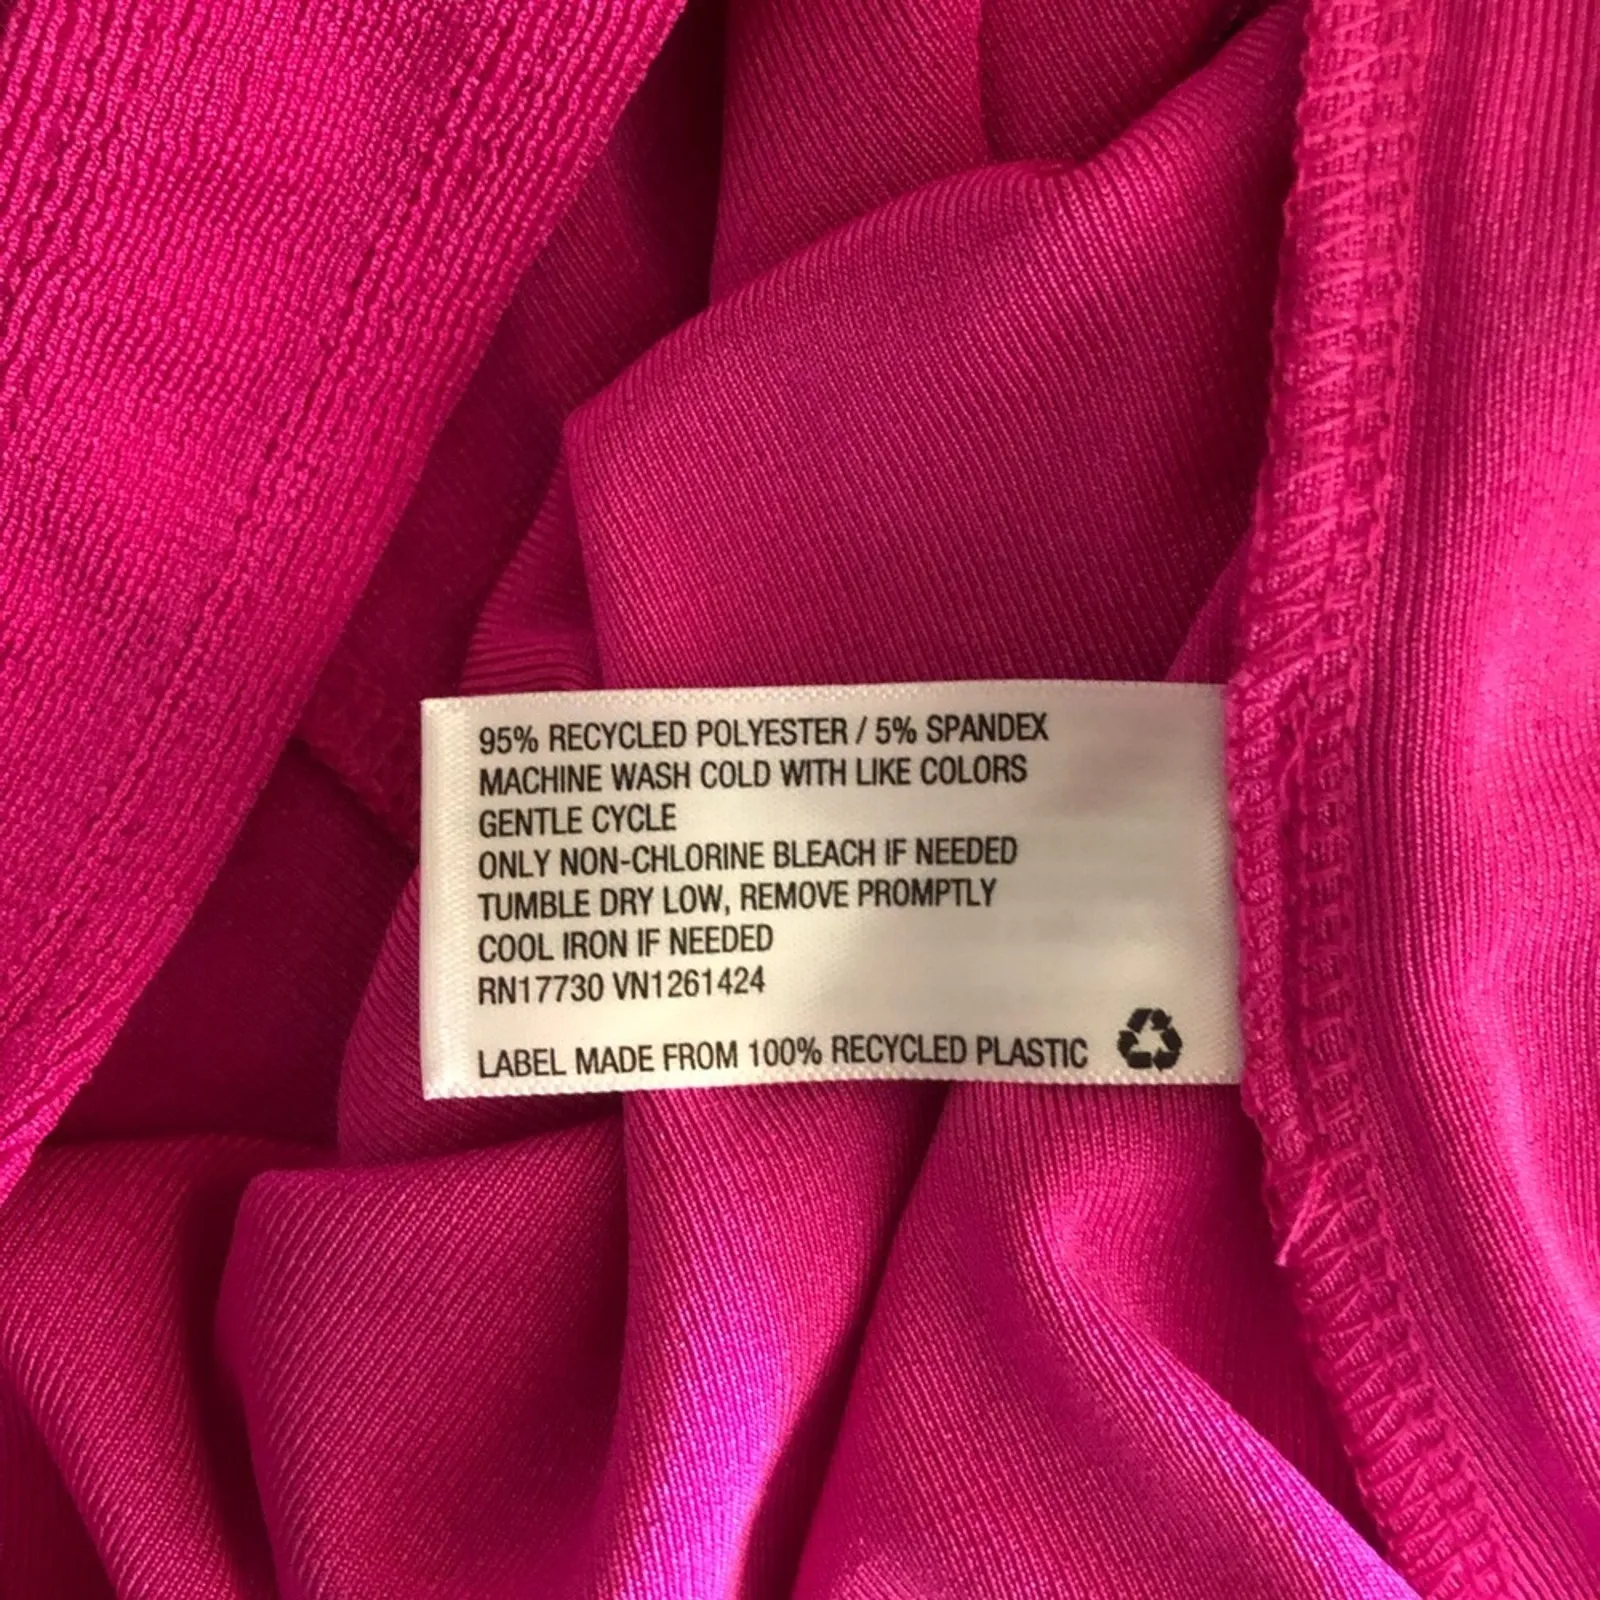 95% RECYCLED POLYESTER / 5% SPANDEX
MACHINE WASH COLD WITH LIKE COLORS
GENTLE CYCLE
ONLY NON-CHLORINE BLEACH IF NEEDED
TUMBLE DRY LOW, REMOVE PROMPTLY
COOL IRON IF NEEDED
RN17730 VN1261424
LABEL MADE FROM 100% RECYCLED PLASTIC